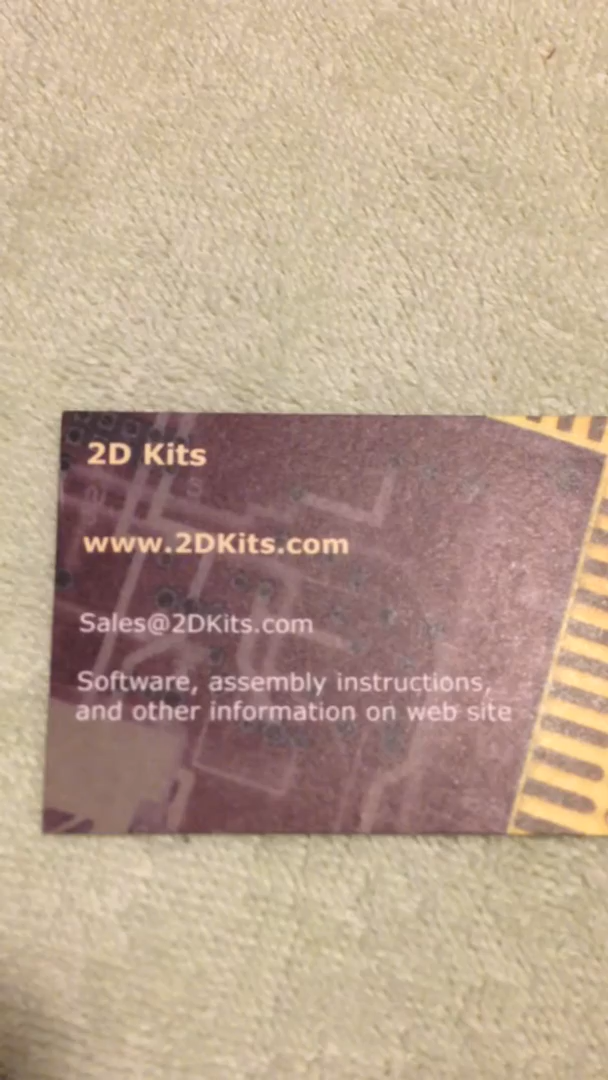 2D Kits
www.2DKits.com
Sales@2DKits.com
Software, assembly instructions,
and other information on web site